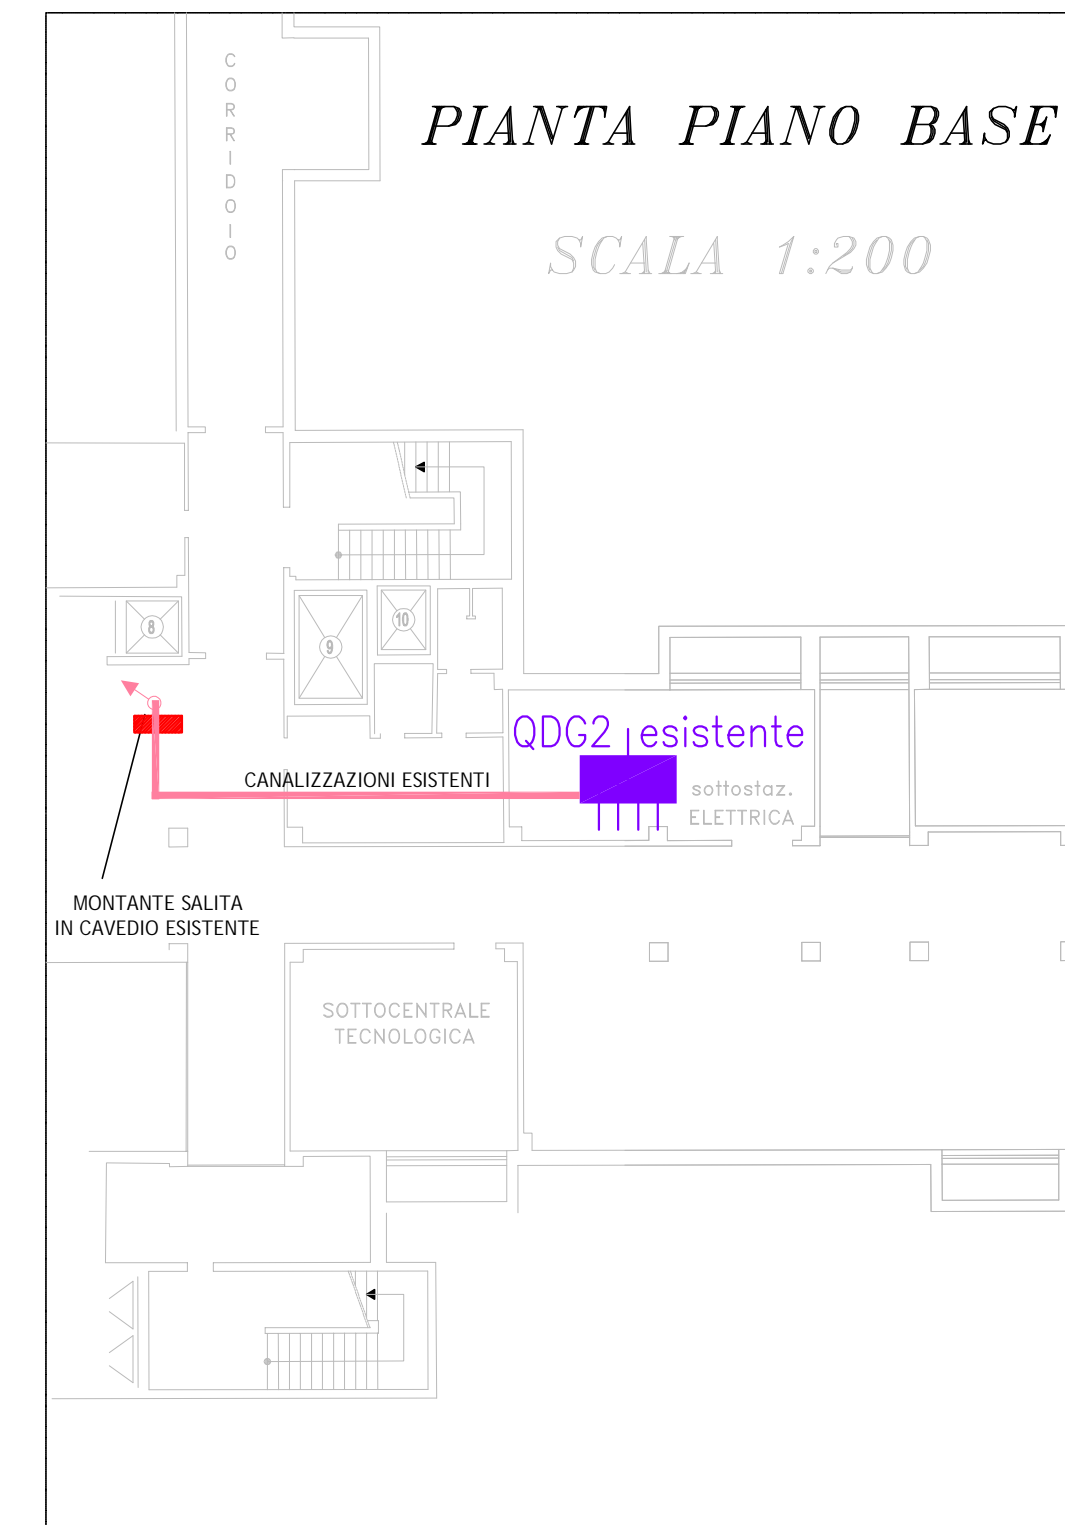 C
O
R
R
I
D
O
I
O
PIANTA PIANO BASE
SCALA 1:200
8
9
10
QDG2 esistente
CANALIZZAZIONI ESISTENTI
sottostaz.
ELETTRICA
MONTANTE SALITA
IN CAVEDIO ESISTENTE
SOTTOCENTRALE
TECNOLOGICA